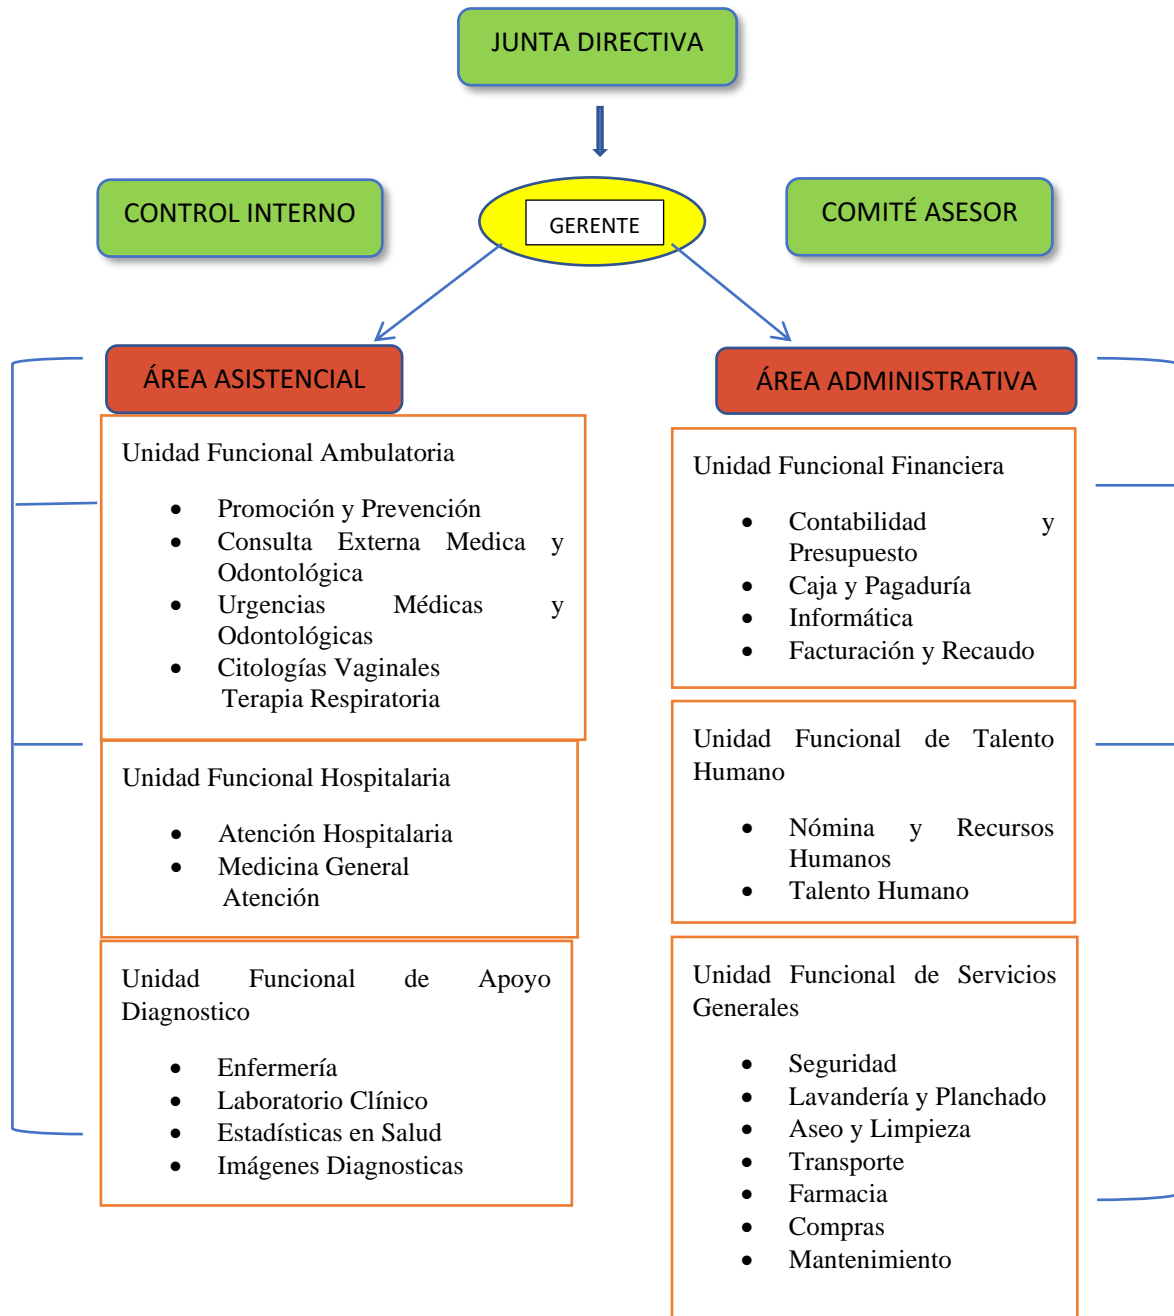 JUNTA DIRECTIVA
CONTROL INTERNO
GERENTE
COMITÉ ASESOR
ÁREA ASISTENCIAL
Unidad Funcional Ambulatoria
• Promoción y Prevención
• Consulta Externa Medica y
Odontológica
• Urgencias Médicas y
Odontológicas
• Citologías Vaginales
Terapia Respiratoria
Unidad Funcional Hospitalaria
• Atención Hospitalaria
• Medicina General
Atención
Unidad Funcional de Apoyo
Diagnostico
• Enfermería
• Laboratorio Clínico
• Estadísticas en Salud
• Imágenes Diagnosticas
ÁREA ADMINISTRATIVA
Unidad Funcional Financiera
• Contabilidad y
Presupuesto
• Caja y Pagaduría
• Informática
• Facturación y Recaudo
Unidad Funcional de Talento
Humano
• Nómina y Recursos
Humanos
• Talento Humano
Unidad Funcional de Servicios
Generales
• Seguridad
• Lavandería y Planchado
• Aseo y Limpieza
• Transporte
• Farmacia
• Compras
• Mantenimiento